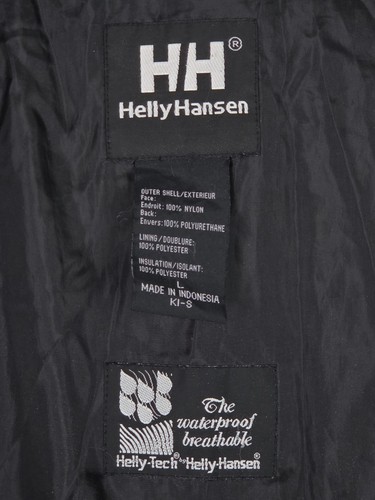 HH®
Helly Hansen
OUTER SHELL/EXTERIEUR
Face:
Endroit: 100% NYLON
Back:
Envers: 100% POLYURETHANE
LINING/DOUBLURE:
100% POLYESTER
INSULATION/ISOLANT:
100% POLYESTER
L
MADE IN INDONESIA
KI-S
The
waterproof
breathable
Helly-Tech® by Helly-Hansen®